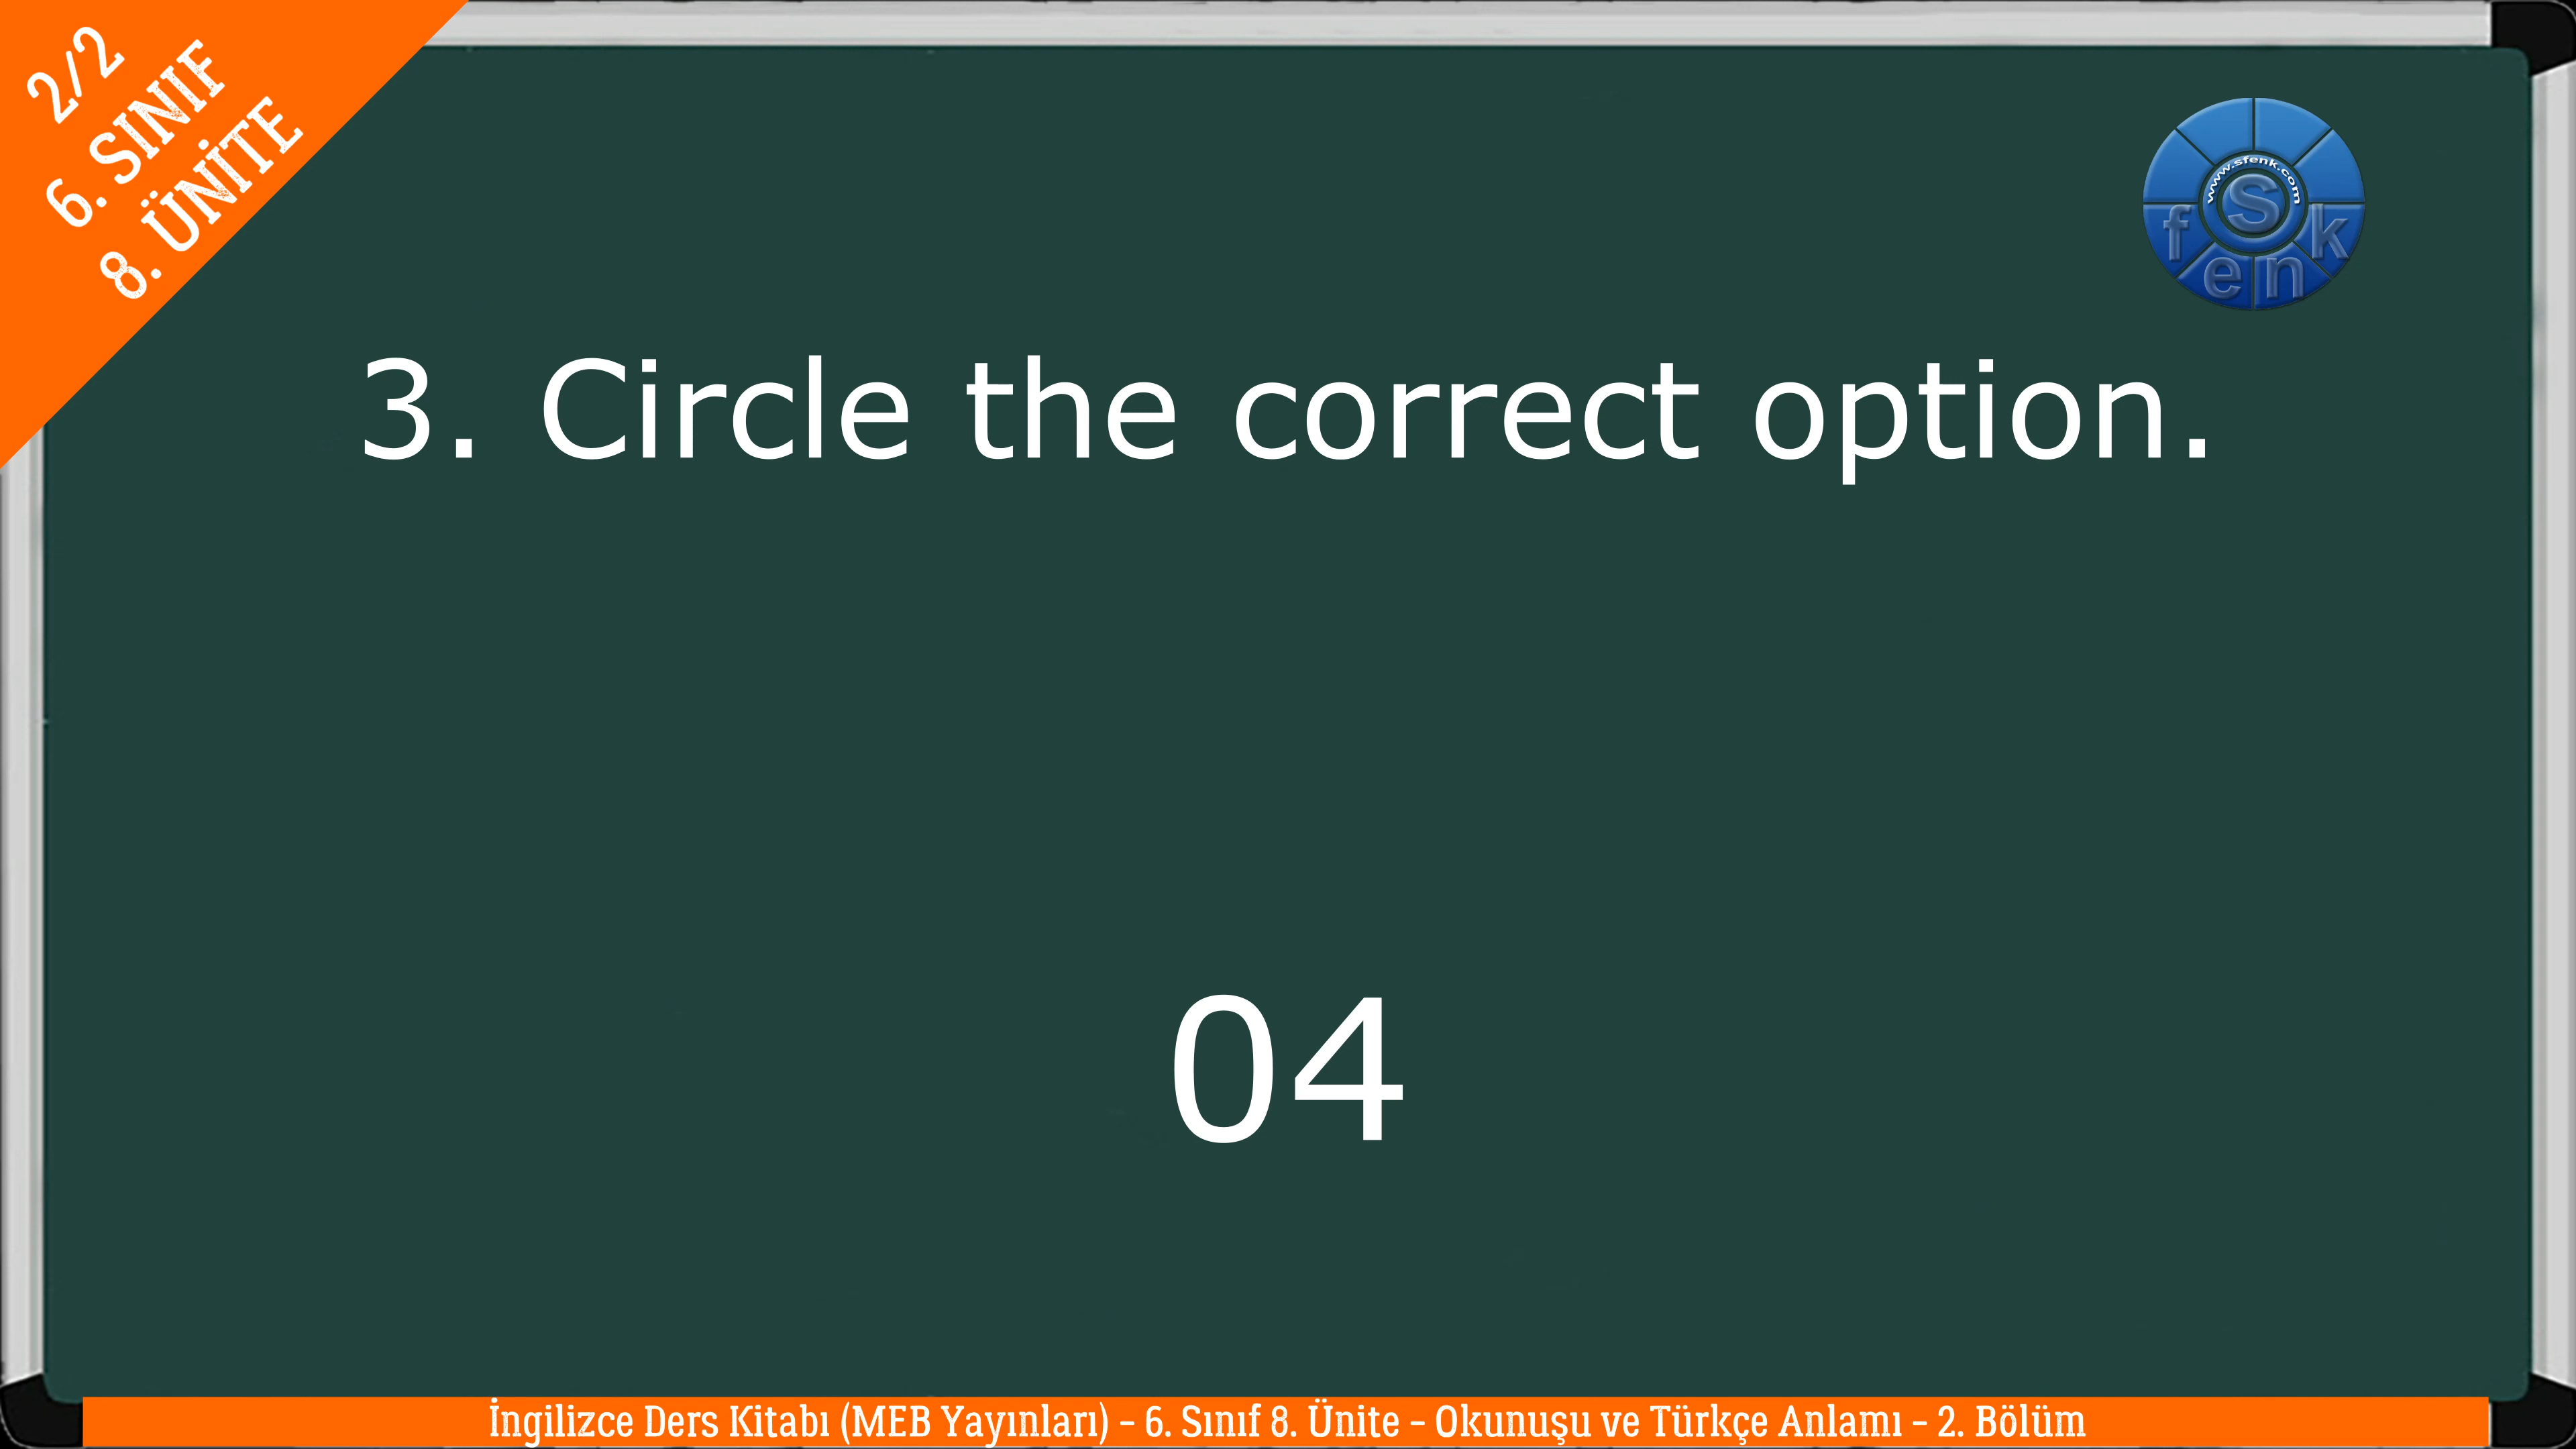 2/2
6. SINIF
8. ÜNİTE
www.sfenk.com
S
f e n k
3. Circle the correct option.
04
İngilizce Ders Kitabı (MEB Yayınları) – 6. Sınıf 8. Ünite – Okunuşu ve Türkçe Anlamı – 2. Bölüm